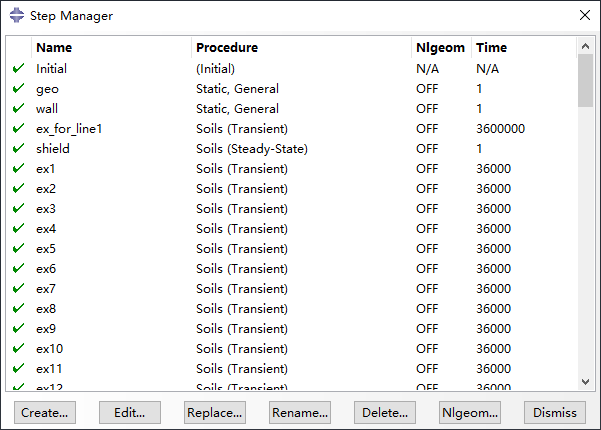 Step Manager
Name Procedure Nlgeom Time
Initial (Initial) N/A N/A
geo Static, General OFF 1
wall Static, General OFF 1
ex_for_line1 Soils (Transient) OFF 3600000
shield Soils (Steady-State) OFF 1
ex1 Soils (Transient) OFF 36000
ex2 Soils (Transient) OFF 36000
ex3 Soils (Transient) OFF 36000
ex4 Soils (Transient) OFF 36000
ex5 Soils (Transient) OFF 36000
ex6 Soils (Transient) OFF 36000
ex7 Soils (Transient) OFF 36000
ex8 Soils (Transient) OFF 36000
ex9 Soils (Transient) OFF 36000
ex10 Soils (Transient) OFF 36000
ex11 Soils (Transient) OFF 36000
ex12 Soils (Transient) OFF 36000
Create... Edit... Replace... Rename... Delete... Nlgeom... Dismiss